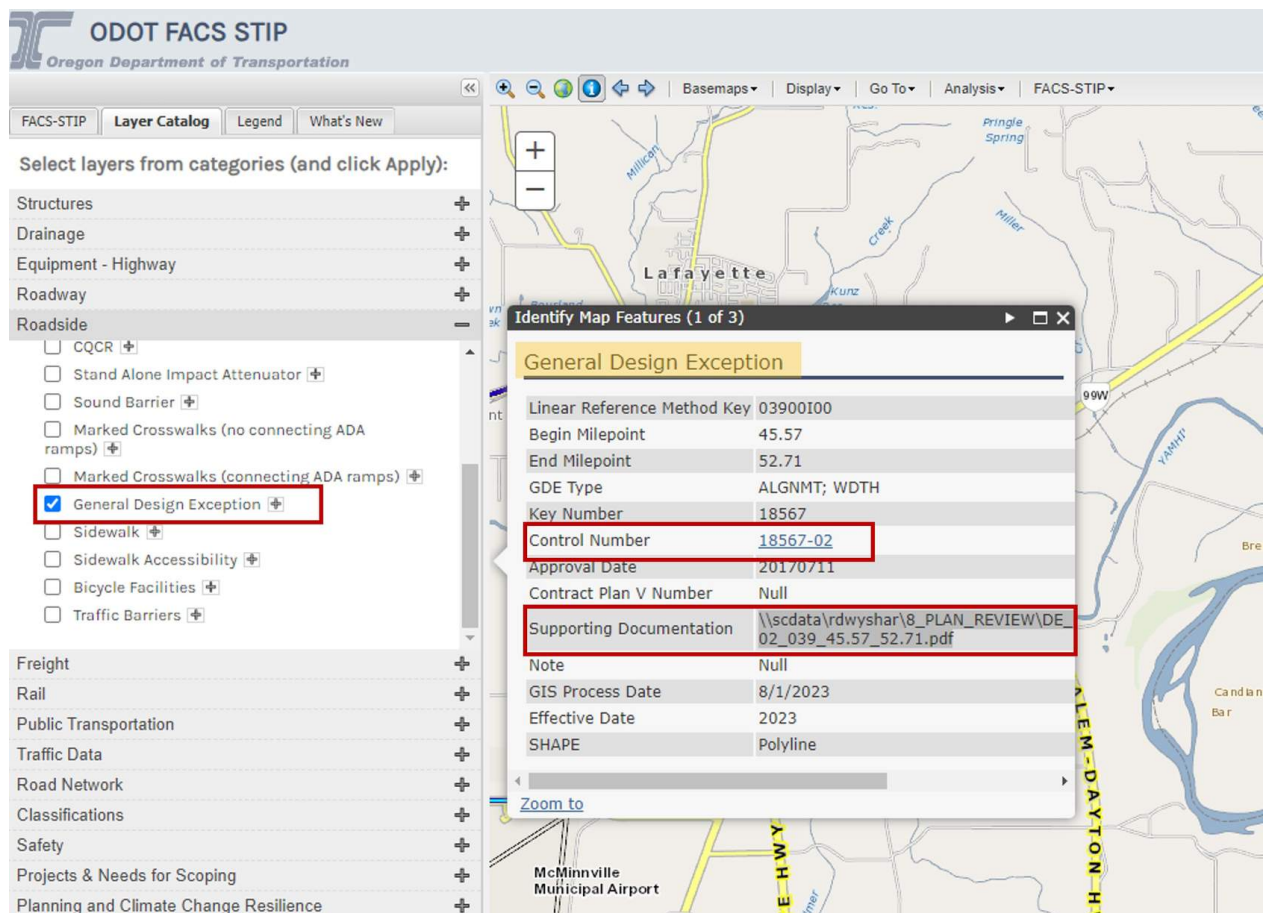 ODOT FACS STIP
Oregon Department of Transportation
Basemaps
Display
Go To
Analysis
FACS-STIP
FACS-STIP
Layer Catalog
Legend
What's New
Select layers from categories (and click Apply):
Structures
Drainage
Equipment - Highway
Roadway
Roadside
CQCR
Stand Alone Impact Attenuator
Sound Barrier
Marked Crosswalks (no connecting ADA
ramps)
Marked Crosswalks (connecting ADA ramps)
General Design Exception
Sidewalk
Sidewalk Accessibility
Bicycle Facilities
Traffic Barriers
Freight
Rail
Public Transportation
Traffic Data
Road Network
Classifications
Safety
Projects & Needs for Scoping
Planning and Climate Change Resilience
Pringle
Spring
Millican
Creek
Miller
Lafayette
Kunz
99W
YAMHI
Identify Map Features (1 of 3)
General Design Exception
Linear Reference Method Key 03900I00
Begin Milepoint 45.57
End Milepoint 52.71
GDE Type ALGNMT; WDTH
Key Number 18567
Control Number 18567-02
Approval Date 20170711
Contract Plan V Number Null
Supporting Documentation \\scdata\rdwyshar\8_PLAN_REVIEW\DE_
02_039_45.57_52.71.pdf
Note Null
GIS Process Date 8/1/2023
Effective Date 2023
SHAPE Polyline
Zoom to
Bre
Candian
Bar
ALEM-DAYTON H
E HWY
McMinnville
Municipal Airport